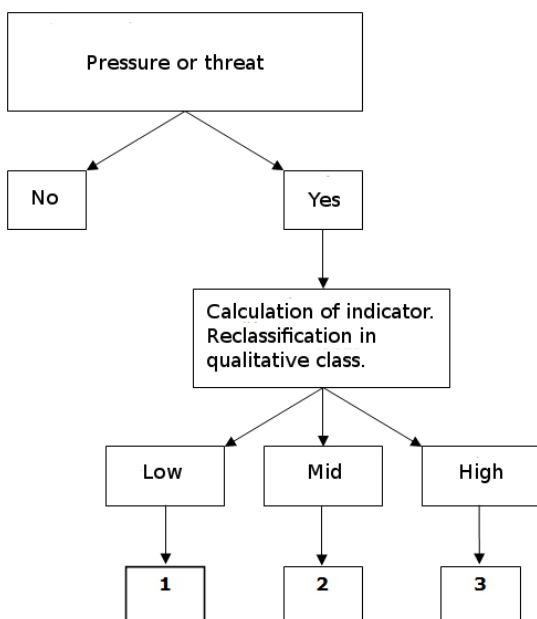 Pressure or threat
No
Yes
Calculation of indicator.
Reclassification in
qualitative class.
Low
Mid
High
1
2
3